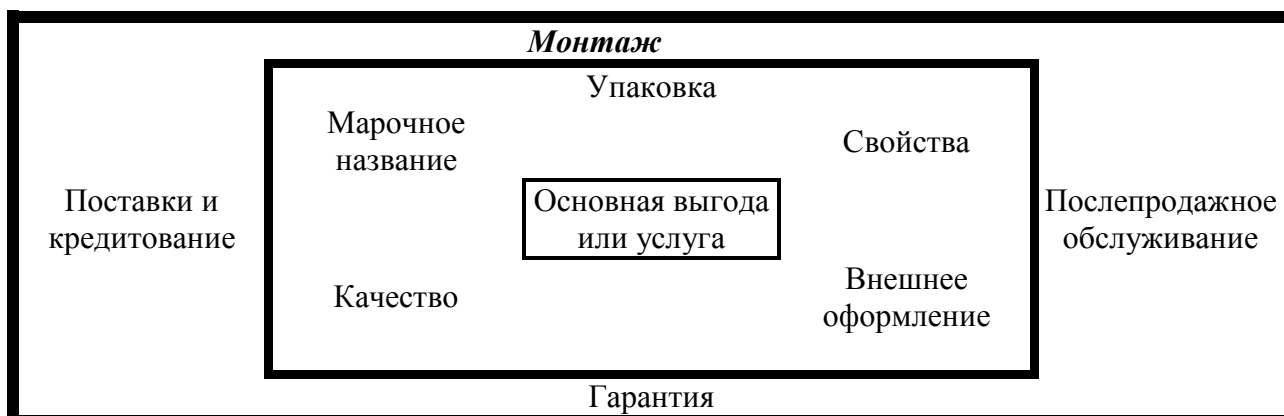 Монтаж
Упаковка
Марочное
название
Свойства
Поставки и
кредитование
Основная выгода
или услуга
Послепродажное
обслуживание
Качество
Внешнее
оформление
Гарантия